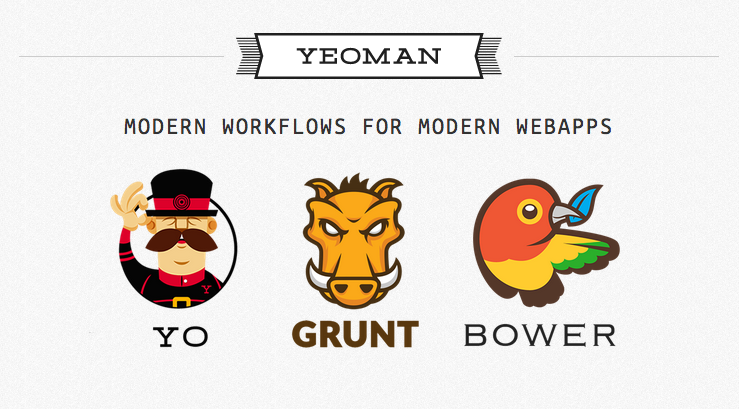 YEOMAN
MODERN WORKFLOWS FOR MODERN WEBAPPS
Y
YO
GRUNT
BOWER